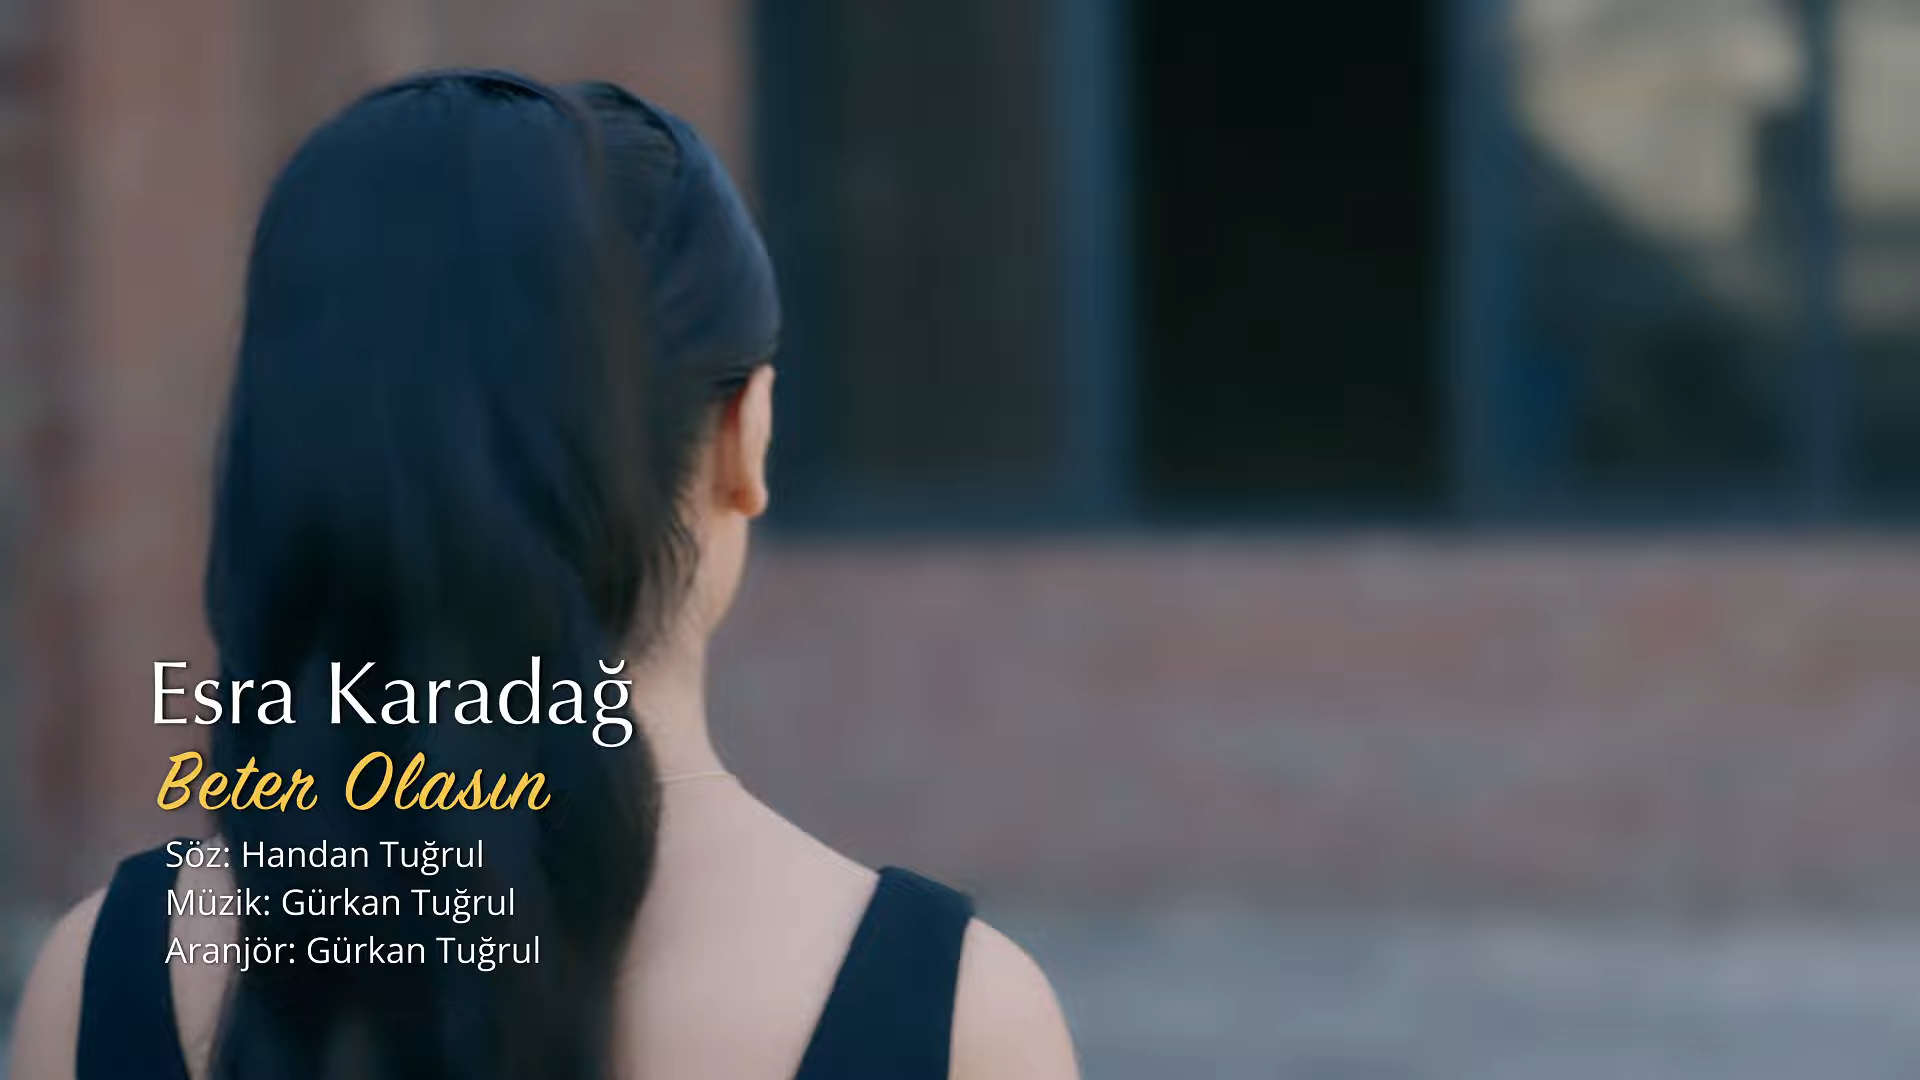 Esra Karadağ
Beter Olasın
Söz: Handan Tuğrul
Müzik: Gürkan Tuğrul
Aranjör: Gürkan Tuğrul